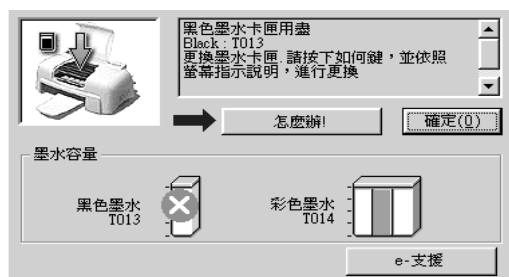 黑色墨水卡匣用盡
Black : T013
更換墨水卡匣.請按下如何鍵，並依照
螢幕指示說明，進行更換
怎麼辦!
確定(O)
墨水容量
黑色墨水
T013
彩色墨水
T014
e-支援